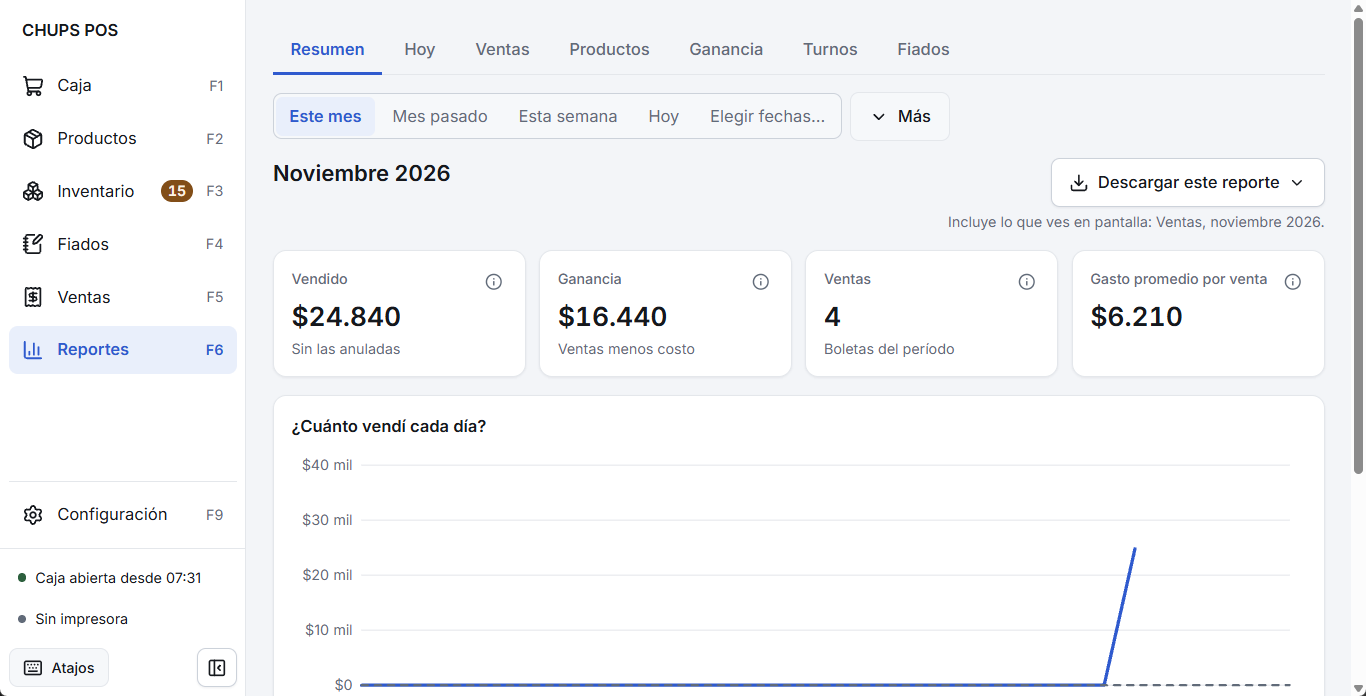 CHUPS POS
Caja F1
Productos F2
Inventario 15 F3
Fiados F4
Ventas F5
Reportes F6
Configuración F9
Caja abierta desde 07:31
Sin impresora
Atajos
Resumen Hoy Ventas Productos Ganancia Turnos Fiados
Este mes Mes pasado Esta semana Hoy Elegir fechas... Más
Noviembre 2026
Descargar este reporte
Incluye lo que ves en pantalla: Ventas, noviembre 2026.
Vendido
$24.840
Sin las anuladas
Ganancia
$16.440
Ventas menos costo
Ventas
4
Boletas del período
Gasto promedio por venta
$6.210
¿Cuánto vendí cada día?
$40 mil
$30 mil
$20 mil
$10 mil
$0